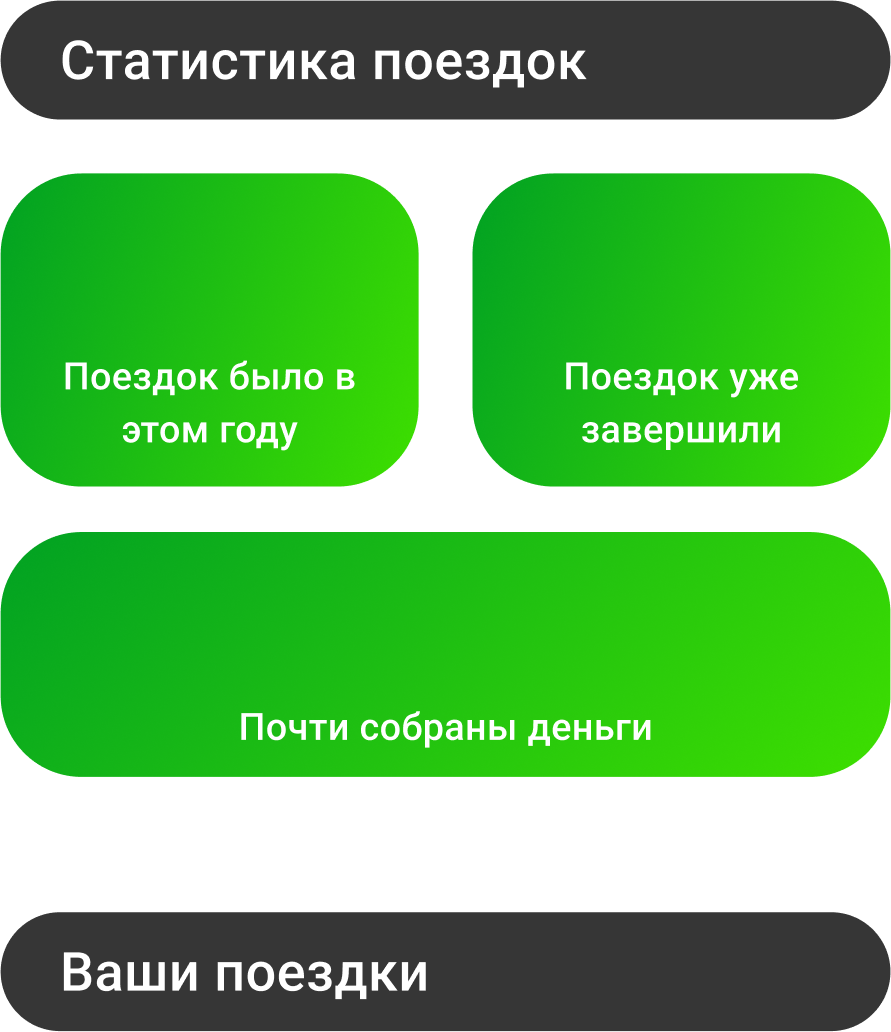 Статистика поездок
Поездок было в
этом году
Поездок уже
завершили
Почти собраны деньги
Ваши поездки